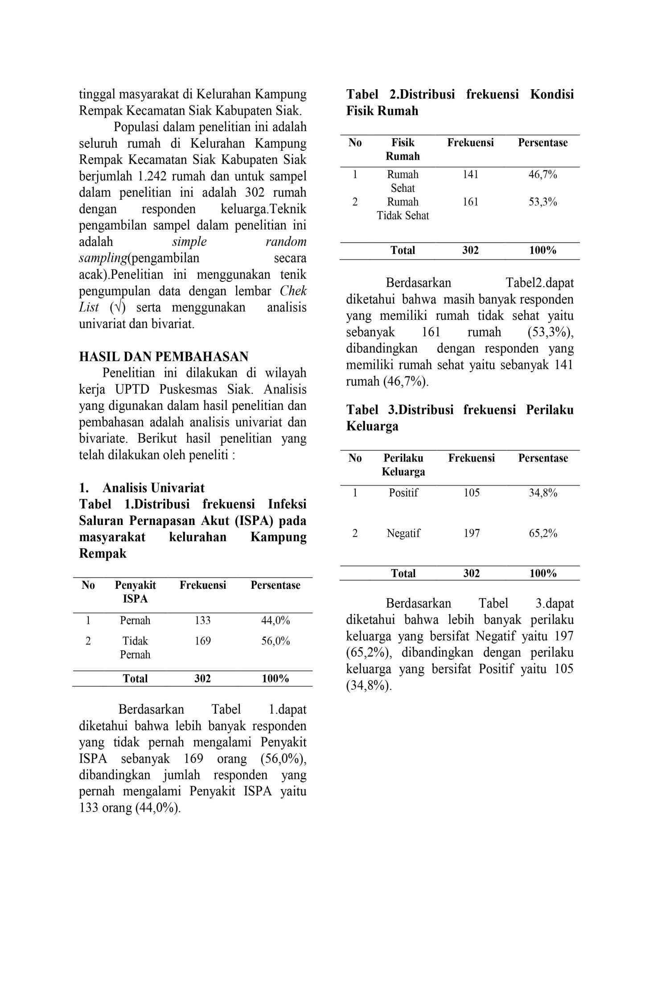 tinggal masyarakat di Kelurahan Kampung
Rempak Kecamatan Siak Kabupaten Siak.
Populasi dalam penelitian ini adalah
seluruh rumah di Kelurahan Kampung
Rempak Kecamatan Siak Kabupaten Siak
berjumlah 1.242 rumah dan untuk sampel
dalam penelitian ini adalah 302 rumah
dengan responden keluarga.Teknik
pengambilan sampel dalam penelitian ini
adalah simple random
sampling(pengambilan secara
acak).Penelitian ini menggunakan tenik
pengumpulan data dengan lembar Chek
List (√) serta menggunakan analisis
univariat dan bivariat.
HASIL DAN PEMBAHASAN
Penelitian ini dilakukan di wilayah
kerja UPTD Puskesmas Siak. Analisis
yang digunakan dalam hasil penelitian dan
pembahasan adalah analisis univariat dan
bivariate. Berikut hasil penelitian yang
telah dilakukan oleh peneliti :
1. Analisis Univariat
Tabel 1.Distribusi frekuensi Infeksi
Saluran Pernapasan Akut (ISPA) pada
masyarakat kelurahan Kampung
Rempak
No Penyakit Frekuensi Persentase
ISPA
1 Pernah 133 44,0%
2 Tidak 169 56,0%
Pernah
Total 302 100%
Berdasarkan Tabel 1.dapat
diketahui bahwa lebih banyak responden
yang tidak pernah mengalami Penyakit
ISPA sebanyak 169 orang (56,0%),
dibandingkan jumlah responden yang
pernah mengalami Penyakit ISPA yaitu
133 orang (44,0%).
Tabel 2.Distribusi frekuensi Kondisi
Fisik Rumah
No Fisik Frekuensi Persentase
Rumah
1 Rumah 141 46,7%
Sehat
2 Rumah 161 53,3%
Tidak Sehat
Total 302 100%
Berdasarkan Tabel2.dapat
diketahui bahwa masih banyak responden
yang memiliki rumah tidak sehat yaitu
sebanyak 161 rumah (53,3%),
dibandingkan dengan responden yang
memiliki rumah sehat yaitu sebanyak 141
rumah (46,7%).
Tabel 3.Distribusi frekuensi Perilaku
Keluarga
No Perilaku Frekuensi Persentase
Keluarga
1 Positif 105 34,8%
2 Negatif 197 65,2%
Total 302 100%
Berdasarkan Tabel 3.dapat
diketahui bahwa lebih banyak perilaku
keluarga yang bersifat Negatif yaitu 197
(65,2%), dibandingkan dengan perilaku
keluarga yang bersifat Positif yaitu 105
(34,8%).